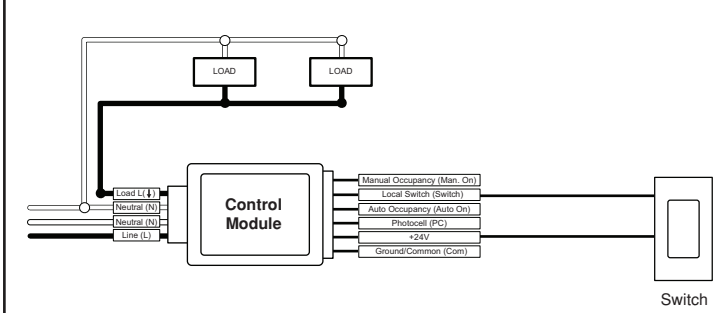 LOAD
LOAD
Load L(↓)
Neutral (N)
Neutral (N)
Line (L)
Control
Module
Manual Occupancy (Man. On)
Local Switch (Switch)
Auto Occupancy (Auto On)
Photocell (PC)
+24V
Ground/Common (Com)
Switch